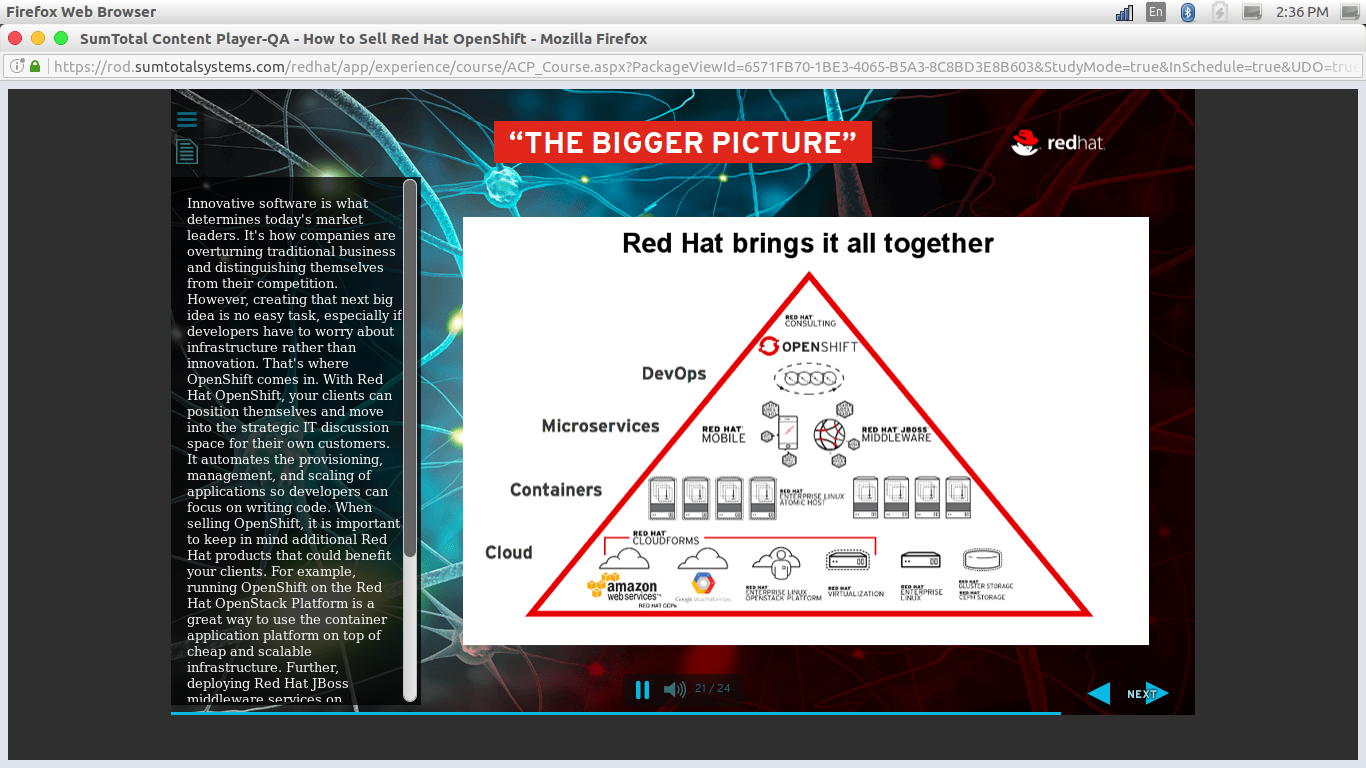 Firefox Web Browser
En
2:36 PM
SumTotal Content Player-QA - How to Sell Red Hat OpenShift - Mozilla Firefox
https://rod.sumtotalsystems.com/redhat/app/experience/course/ACP_Course.aspx?PackageViewId=6571FB70-1BE3-4065-B5A3-8C8BD3E8B603&StudyMode=true&InSchedule=true&UDO=true
“THE BIGGER PICTURE”
redhat.
Innovative software is what
determines today's market
leaders. It's how companies are
overturning traditional business
and distinguishing themselves
from their competition.
However, creating that next big
idea is no easy task, especially if
developers have to worry about
infrastructure rather than
innovation. That's where
OpenShift comes in. With Red
Hat OpenShift, your clients can
position themselves and move
into the strategic IT discussion
space for their own customers.
It automates the provisioning,
management, and scaling of
applications so developers can
focus on writing code. When
selling OpenShift, it is important
to keep in mind additional Red
Hat products that could benefit
your clients. For example,
running OpenShift on the Red
Hat OpenStack Platform is a
great way to use the container
application platform on top of
cheap and scalable
infrastructure. Further,
deploying Red Hat JBoss
middleware services on
Red Hat brings it all together
RED HAT
CONSULTING
OPENSHIFT
DevOps
Microservices
RED HAT
MOBILE
RED HAT JBOSS
MIDDLEWARE
Containers
RED HAT
ENTERPRISE LINUX
ATOMIC HOST
Cloud
RED HAT
CLOUDFORMS
amazon
webservices™
RED HAT CCPs
Google Cloud Platform
RED HAT
ENTERPRISE LINUX
OPENSTACK PLATFORM
RED HAT
VIRTUALIZATION
RED HAT
ENTERPRISE
LINUX
RED HAT
GLUSTER STORAGE
RED HAT
CEPH STORAGE
21 / 24
NEXT